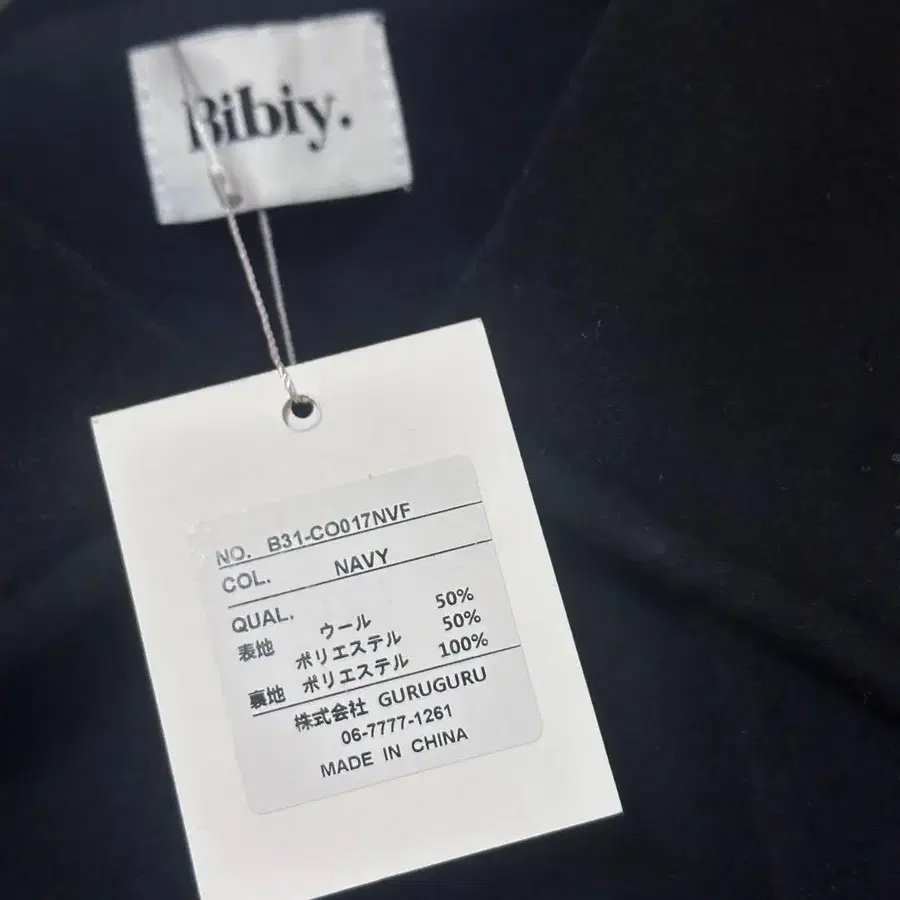 Bibiy.
NO. B31-CO017NVF
COL. NAVY
QUAL.
表地 ウール 50%
ポリエステル 50%
裏地 ポリエステル 100%
株式会社 GURUGURU
06-7777-1261
MADE IN CHINA